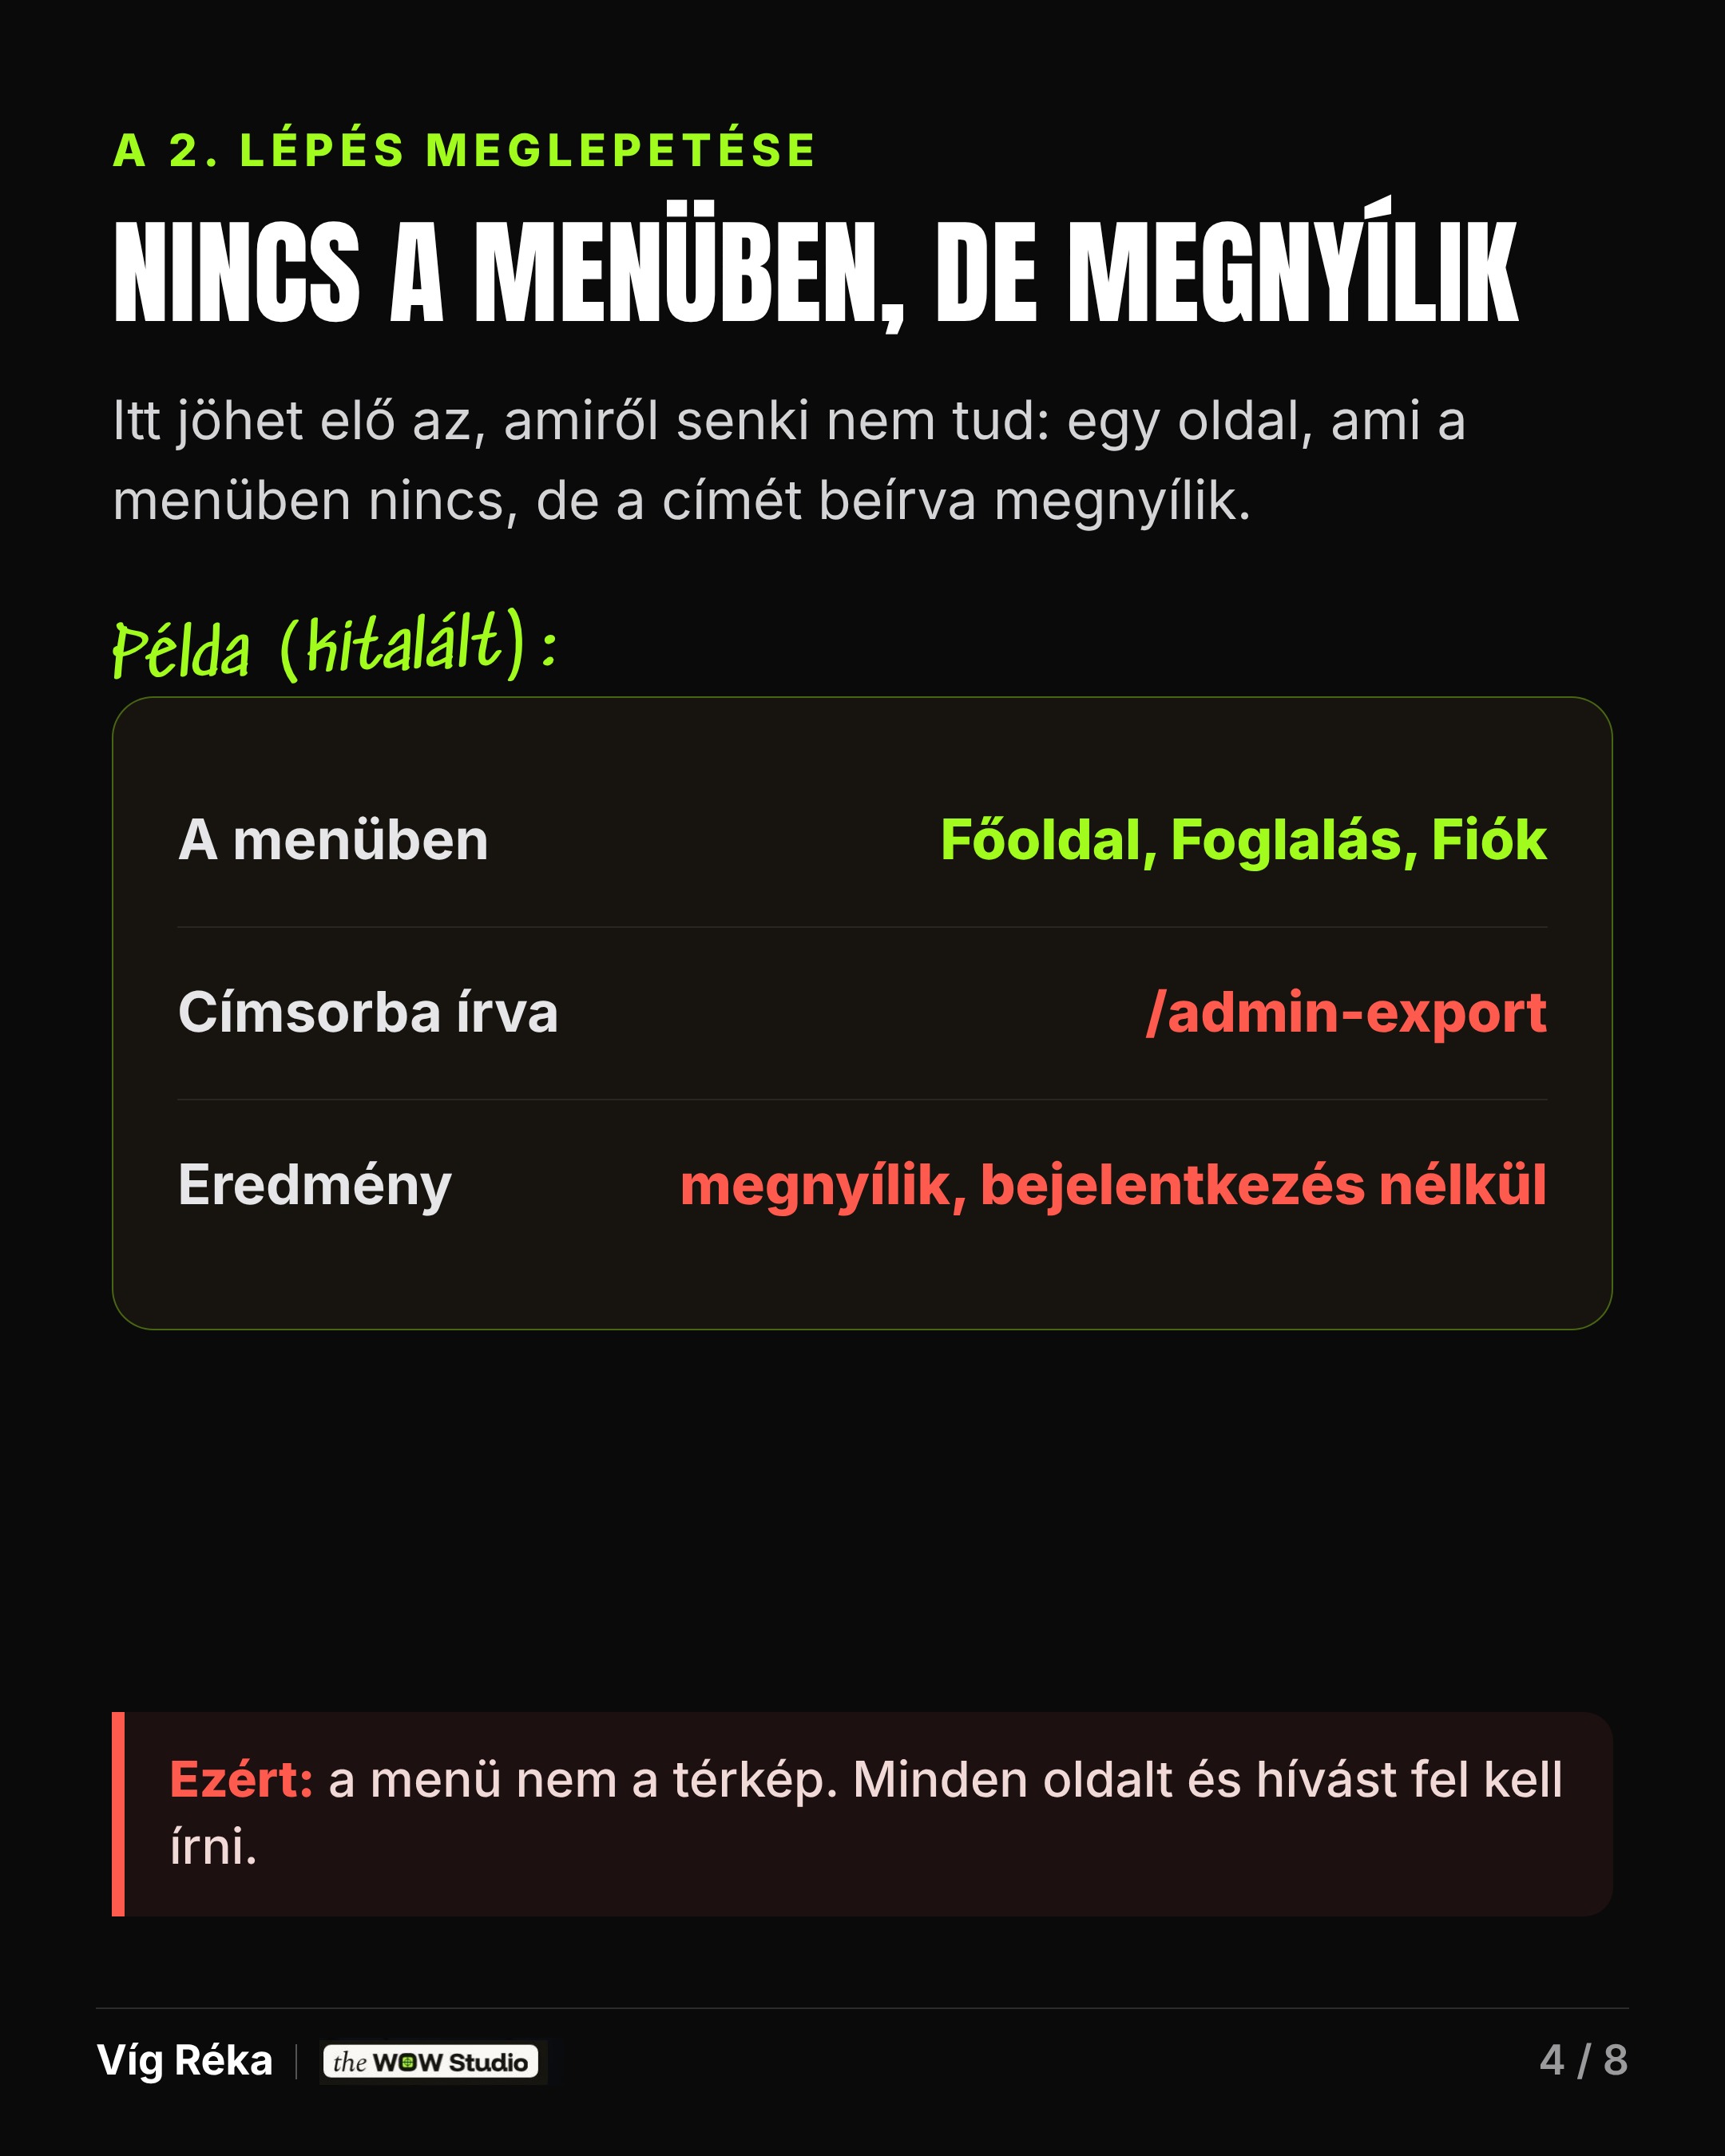 A 2. LÉPÉS MEGLEPETÉSE
NINCS A MENÜBEN, DE MEGNYÍLIK
Itt jöhet elő az, amiről senki nem tud: egy oldal, ami a
menüben nincs, de a címét beírva megnyílik.
Példa (kitalált):
A menüben Főoldal, Foglalás, Fiók
Címsorba írva /admin-export
Eredmény megnyílik, bejelentkezés nélkül
Ezért: a menü nem a térkép. Minden oldalt és hívást fel kell
írni.
Víg Réka the WOW Studio 4 / 8